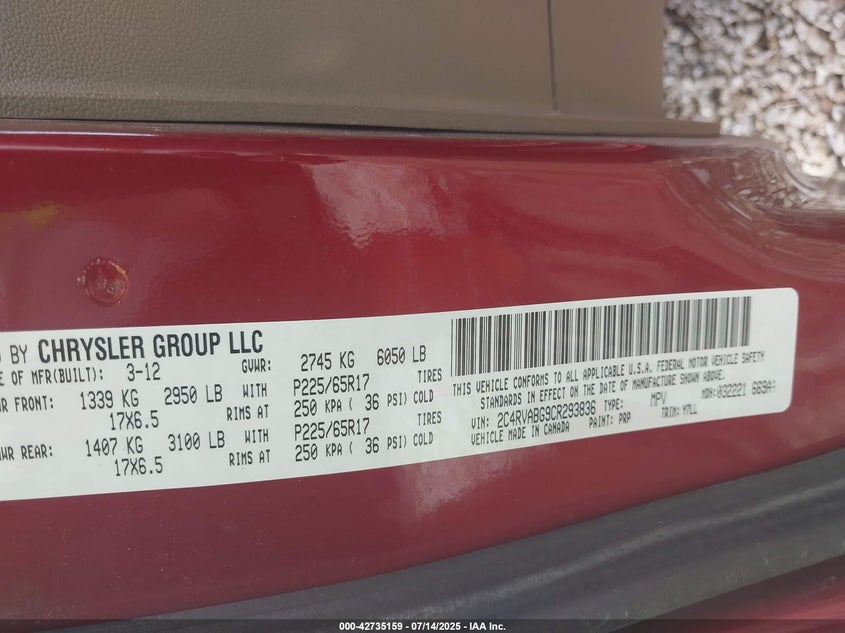 D BY CHRYSLER GROUP LLC
E OF MFR(BUILT): 3-12 GVWR: 2745 KG 6050 LB
R FRONT: 1339 KG 2950 LB WITH P225/65R17 TIRES
17X6.5 RIMS AT 250 KPA ( 36 PSI) COLD
WR REAR: 1407 KG 3100 LB WITH P225/65R17 TIRES
17X6.5 RIMS AT 250 KPA ( 36 PSI) COLD
THIS VEHICLE CONFORMS TO ALL APPLICABLE U.S.A. FEDERAL MOTOR VEHICLE SAFETY
STANDARDS IN EFFECT ON THE DATE OF MANUFACTURE SHOWN ABOVE.
VIN: 2C4RVABG9CR293836 TYPE: MPV MDH: 032221
VEHICLE MADE IN CANADA PAINT: PRP TRIM:
000-42735159 - 07/14/2025 - IAA Inc.